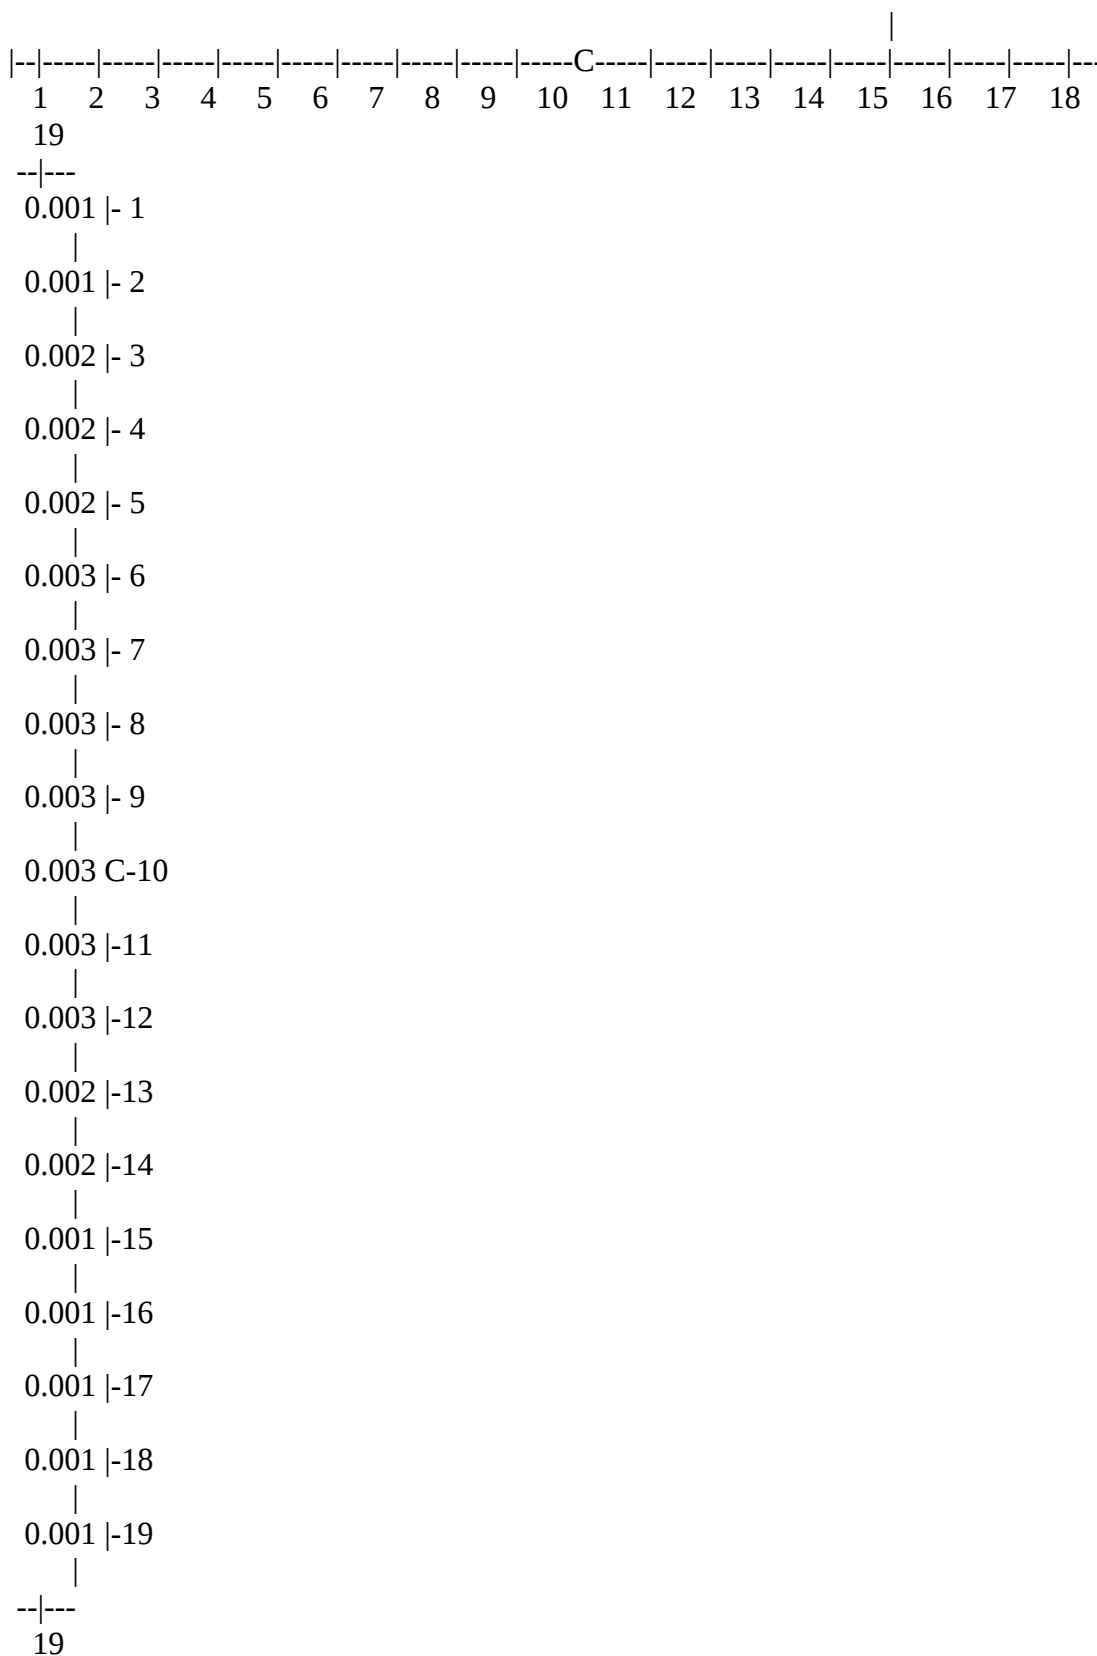 |
|--|-----|-----|-----|-----|-----|-----|-----|-----|-----C-----|-----|-----|-----|-----|-----|-----|-----|--
1 2 3 4 5 6 7 8 9 10 11 12 13 14 15 16 17 18
19
--|---
0.001 |- 1
|
0.001 |- 2
|
0.002 |- 3
|
0.002 |- 4
|
0.002 |- 5
|
0.003 |- 6
|
0.003 |- 7
|
0.003 |- 8
|
0.003 |- 9
|
0.003 C-10
|
0.003 |-11
|
0.003 |-12
|
0.002 |-13
|
0.002 |-14
|
0.001 |-15
|
0.001 |-16
|
0.001 |-17
|
0.001 |-18
|
0.001 |-19
|
--|---
19